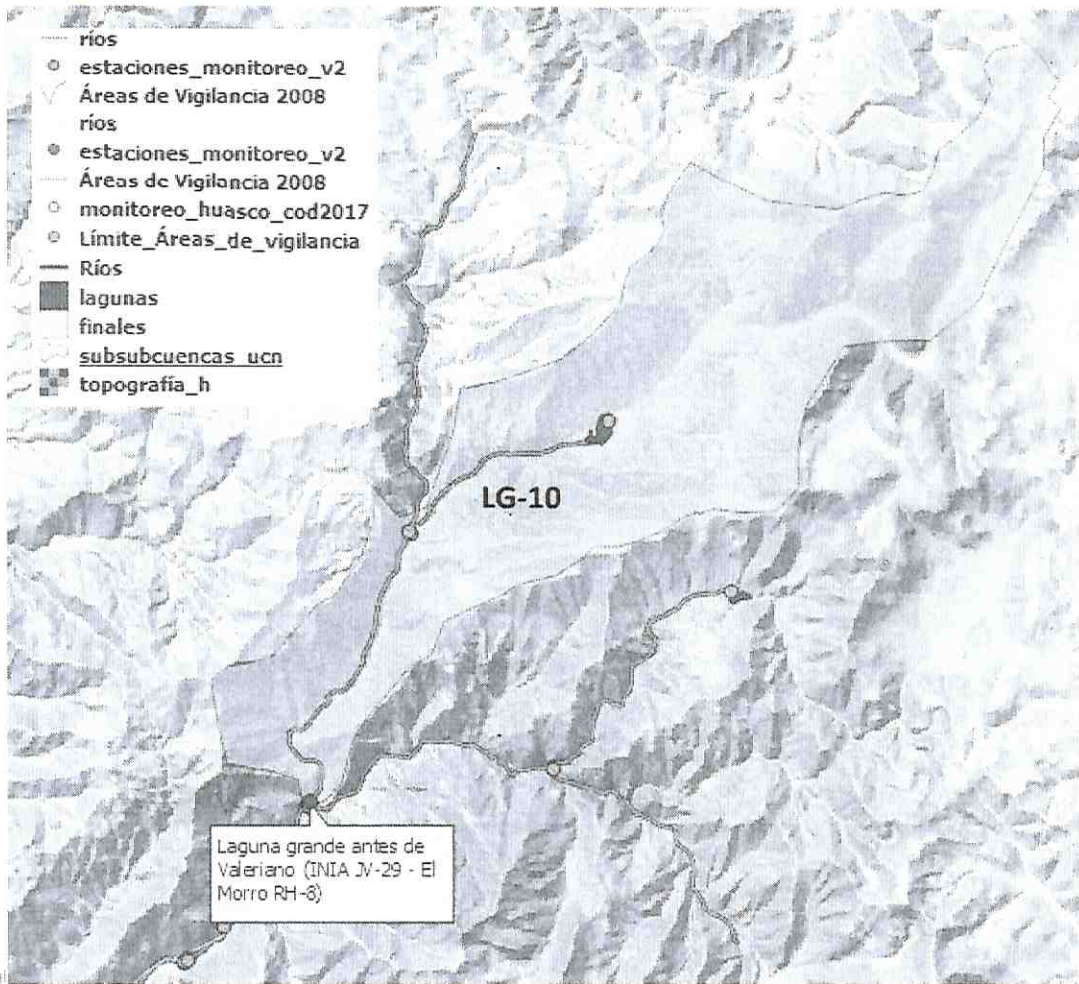 ríos
estaciones_monitoreo_v2
Áreas de Vigilancia 2008
ríos
estaciones_monitoreo_v2
Áreas de Vigilancia 2008
monitoreo_huasco_cod2017
Límite_Áreas_de_vigilancia
Ríos
lagunas
finales
subsubcuencas_ucn
topografía_h
LG-10
Laguna grande antes de
Valeriano (INIA JV-29 - El
Morro RH-8)